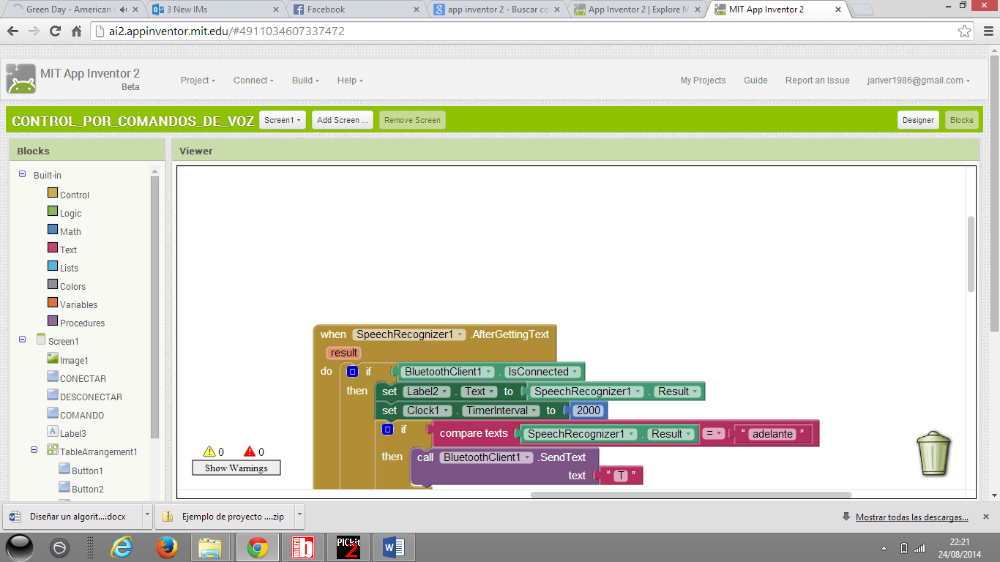 Green Day - American I
3 New IMs
Facebook
app inventor 2 - Buscar co
App Inventor 2 | Explore M
MIT App Inventor 2
ai2.appinventor.mit.edu/#4911034607337472
MIT App Inventor 2
Beta
Project
Connect
Build
Help
My Projects
Guide
Report an Issue
jariver1986@gmail.com
CONTROL_POR_COMANDOS_DE_VOZ
Screen1
Add Screen ...
Remove Screen
Designer
Blocks
Blocks
Viewer
Built-in
Control
Logic
Math
Text
Lists
Colors
Variables
Procedures
Screen1
Image1
CONECTAR
DESCONECTAR
COMANDO
Label3
TableArrangement1
Button1
Button2
when SpeechRecognizer1 .AfterGettingText
result
do if BluetoothClient1 . IsConnected
then set Label2 . Text to SpeechRecognizer1 . Result
set Clock1 . TimerInterval to 2000
if compare texts SpeechRecognizer1 . Result = “ adelante ”
then call BluetoothClient1 .SendText
text “ T ”
0 0
Show Warnings
Diseñar un algorit....docx
Ejemplo de proyecto ....zip
Mostrar todas las descargas...
PICkit
2
22:21
24/08/2014